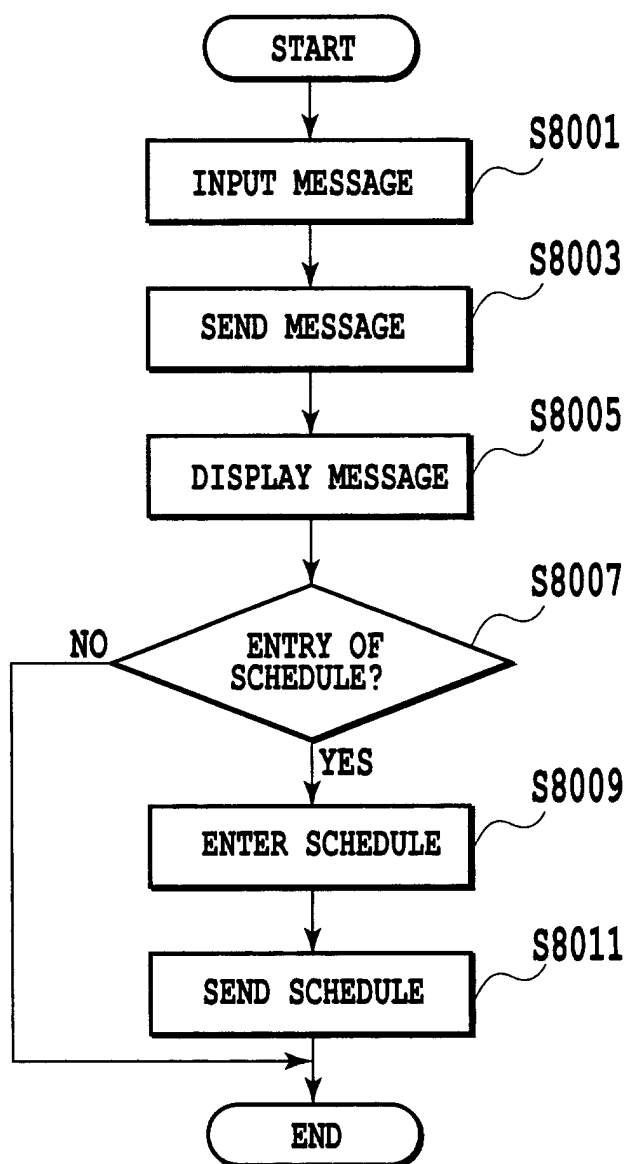 START
S8001
INPUT MESSAGE
S8003
SEND MESSAGE
S8005
DISPLAY MESSAGE
S8007
NO
ENTRY OF
SCHEDULE?
YES
S8009
ENTER SCHEDULE
S8011
SEND SCHEDULE
END